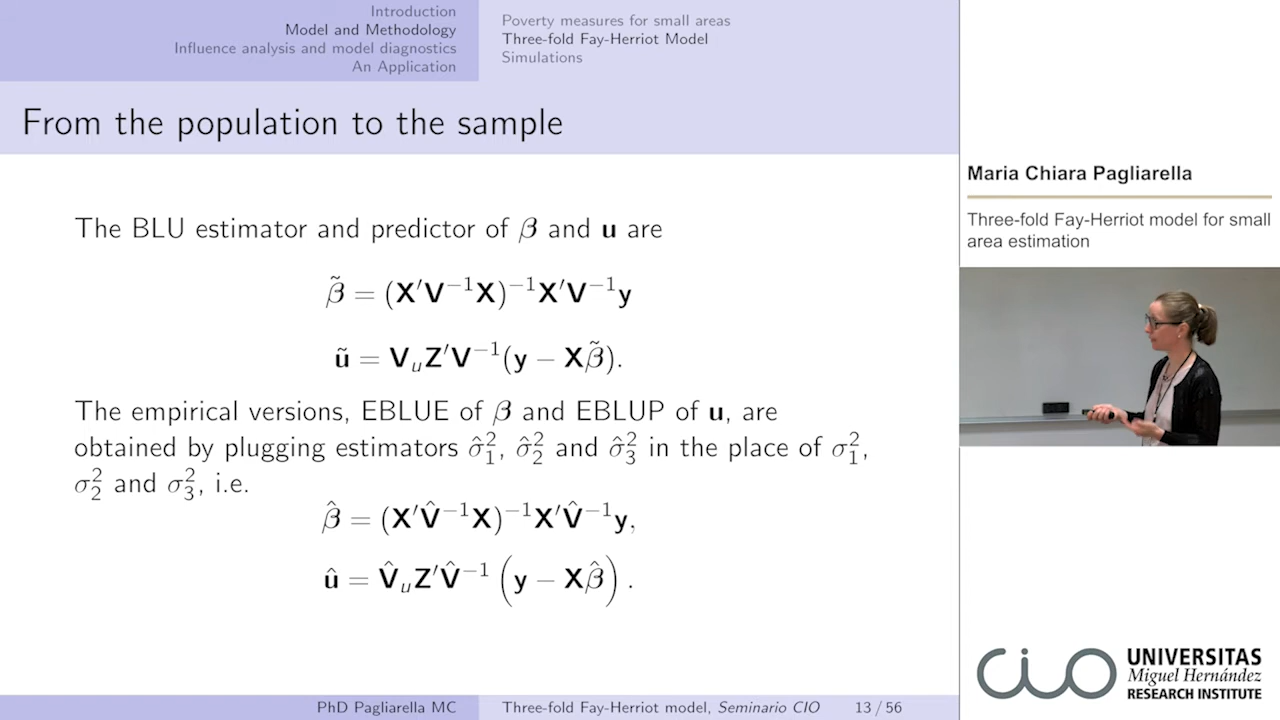 Introduction
Model and Methodology
Influence analysis and model diagnostics
An Application
Poverty measures for small areas
Three-fold Fay-Herriot Model
Simulations
From the population to the sample
The BLU estimator and predictor of β and u are
β̃ = (X′V⁻¹X)⁻¹X′V⁻¹y
ũ = VᵤZ′V⁻¹(y − Xβ̃).
The empirical versions, EBLUE of β and EBLUP of u, are
obtained by plugging estimators σ̂₁², σ̂₂² and σ̂₃² in the place of σ₁²,
σ₂² and σ₃², i.e.
β̂ = (X′V̂⁻¹X)⁻¹X′V̂⁻¹y,
û = V̂ᵤZ′V̂⁻¹ (y − Xβ̂).
PhD Pagliarella MC
Three-fold Fay-Herriot model, Seminario CIO 13 / 56
Maria Chiara Pagliarella
Three-fold Fay-Herriot model for small
area estimation
cio
UNIVERSITAS
Miguel Hernández
RESEARCH INSTITUTE